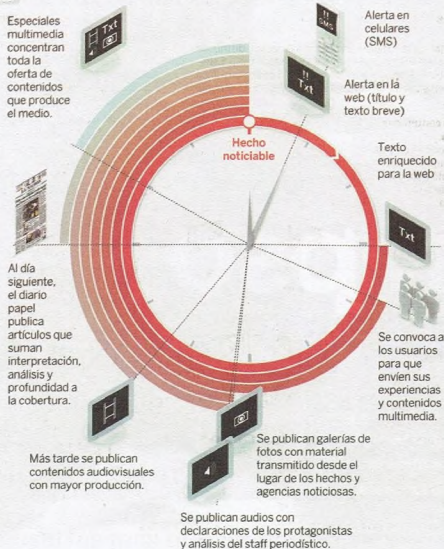 Especiales
multimedia
concentran
toda la
oferta de
contenidos
que produce
el medio.
Txt
!!
SMS
Alerta en
celulares
(SMS)
!!
Txt
Alerta en la
web (título y
texto breve)
Hecho
noticiable
Texto
enriquecido
para la web
Txt
Se convoca a
los usuarios
para que
envíen sus
experiencias
y contenidos
multimedia.
Se publican galerías de
fotos con material
transmitido desde el
lugar de los hechos y
agencias noticiosas.
Se publican audios con
declaraciones de los protagonistas
y análisis del staff periodístico.
Más tarde se publican
contenidos audiovisuales
con mayor producción.
Al día
siguiente,
el diario
papel
publica
artículos que
suman
interpretación,
análisis y
profundidad a
la cobertura.